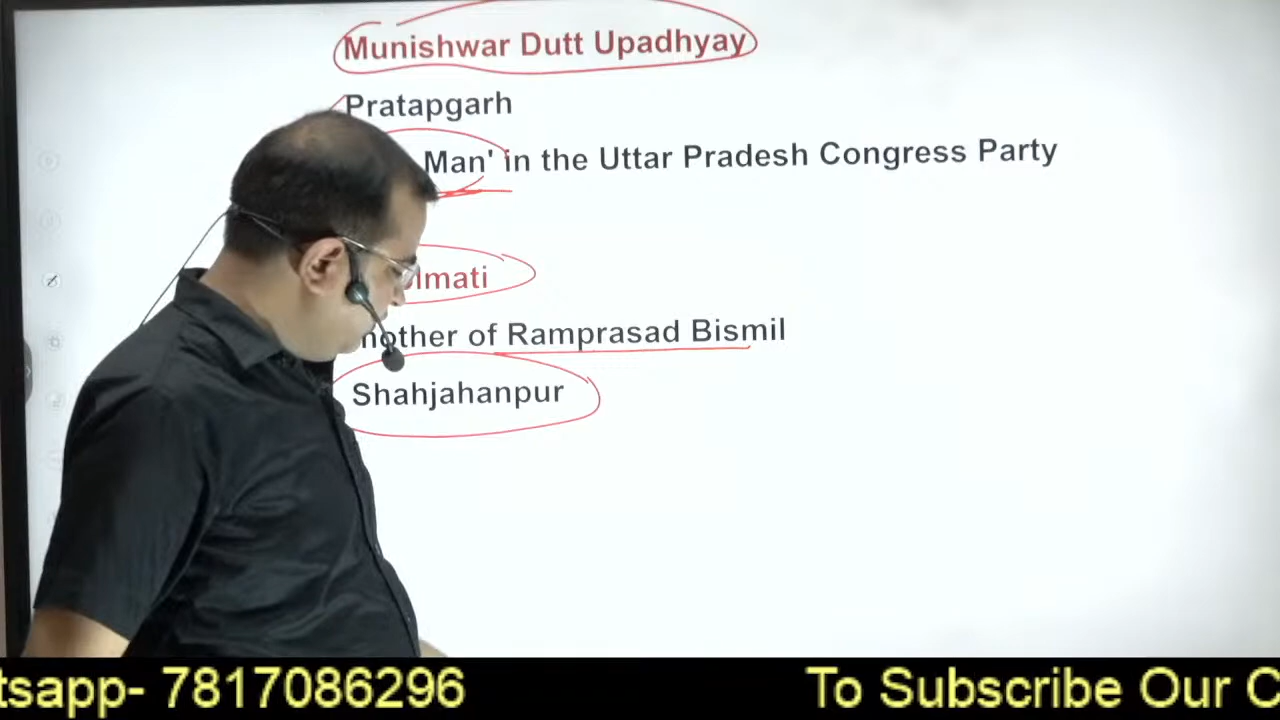 Munishwar Dutt Upadhyay
Pratapgarh
Man' in the Uttar Pradesh Congress Party
lmati
mother of Ramprasad Bismil
Shahjahanpur
tsapp- 7817086296 To Subscribe Our C